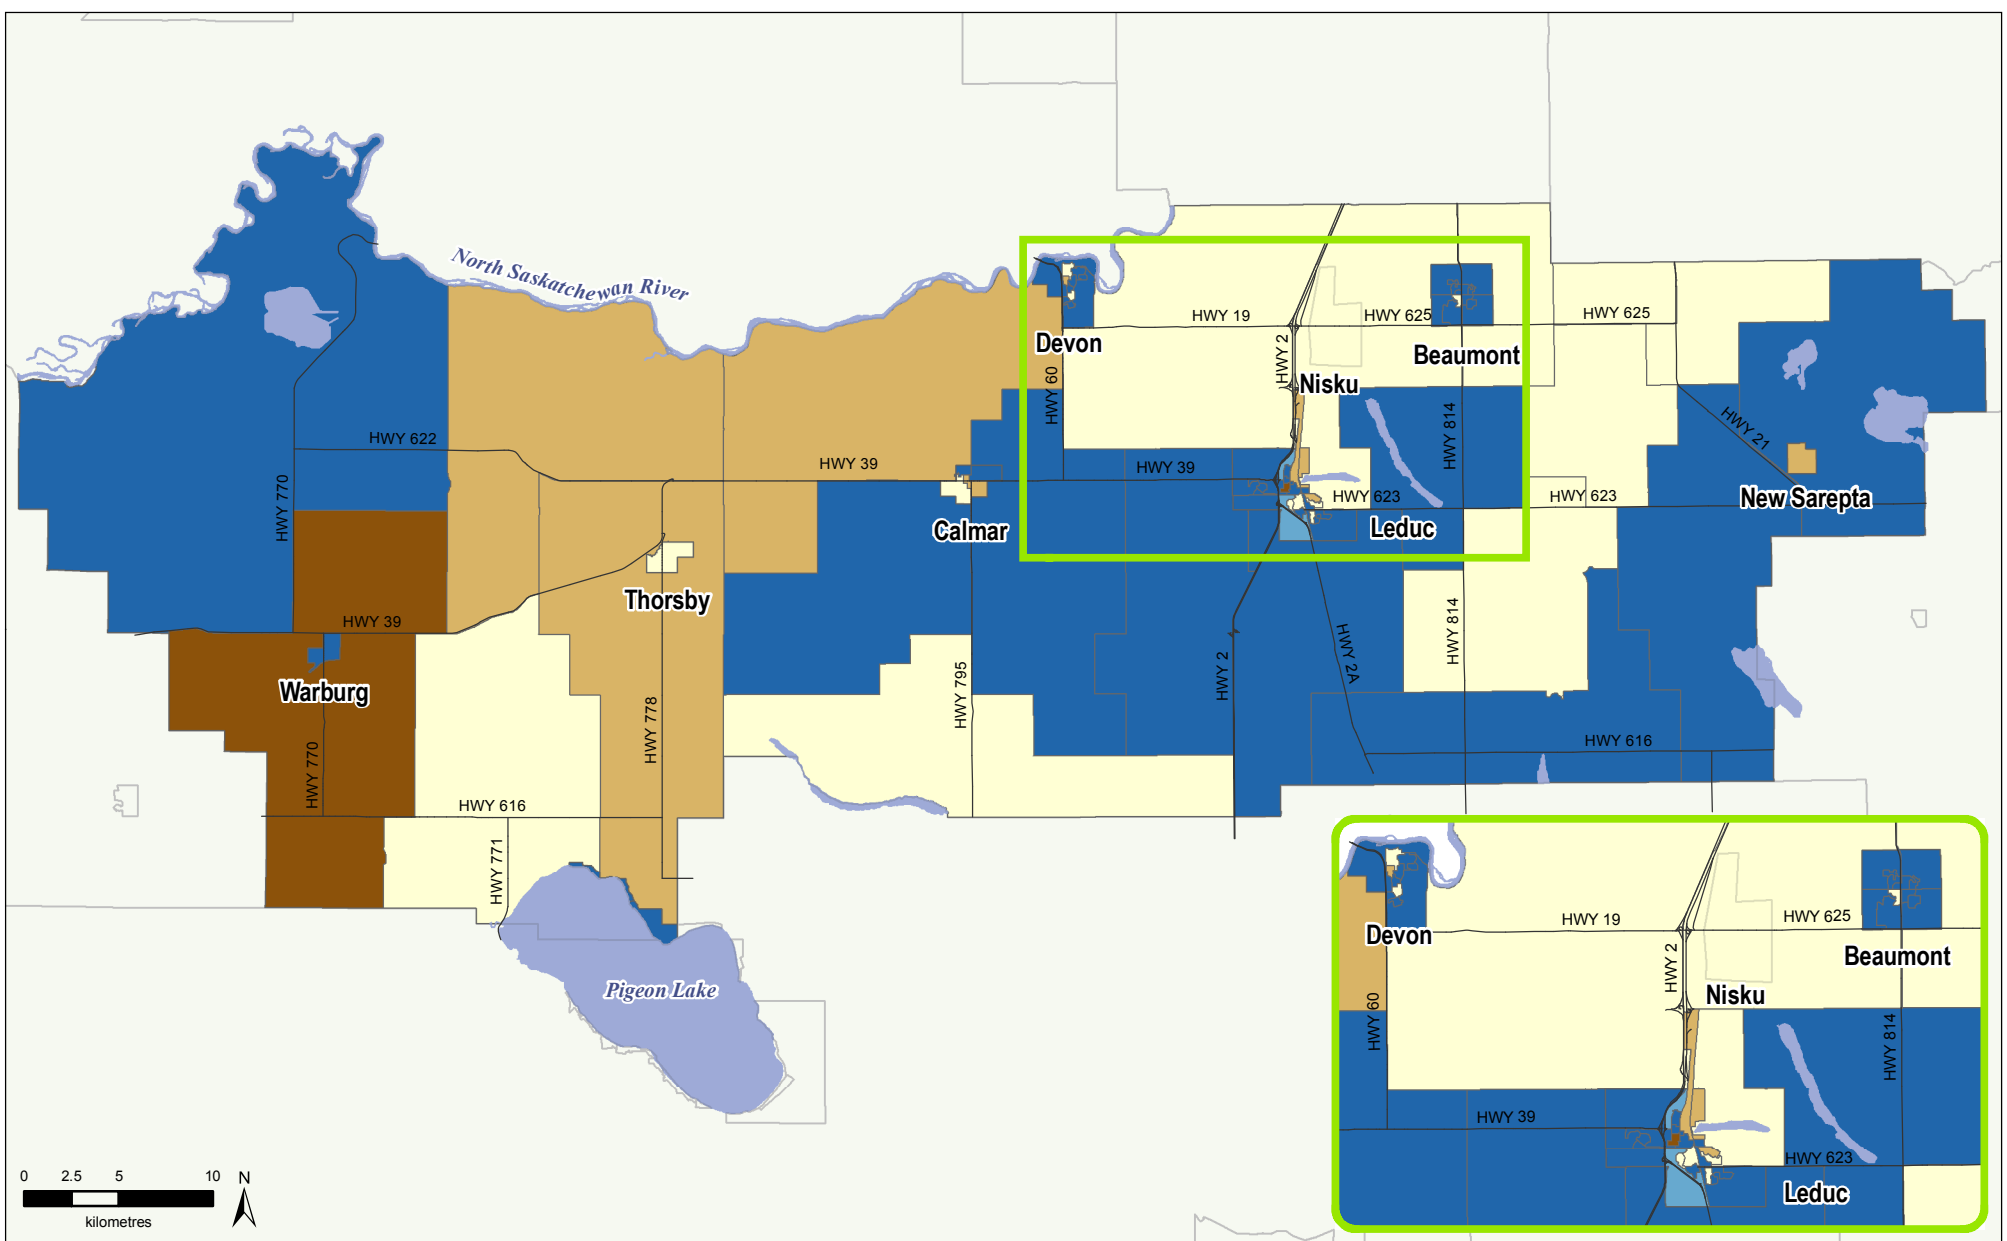 North Saskatchewan River
HWY 19
HWY 625
HWY 625
Devon
HWY 2
Beaumont
Nisku
HWY 60
HWY 814
HWY 21
HWY 622
HWY 39
HWY 39
HWY 770
HWY 623
HWY 623
New Sarepta
Calmar
Leduc
Thorsby
HWY 39
HWY 814
HWY 2A
HWY 2
Warburg
HWY 795
HWY 778
HWY 616
HWY 770
HWY 616
HWY 771
Pigeon Lake
HWY 19
HWY 625
Devon
HWY 2
Beaumont
Nisku
HWY 60
HWY 814
HWY 39
HWY 623
Leduc
0 2.5 5 10
kilometres
N